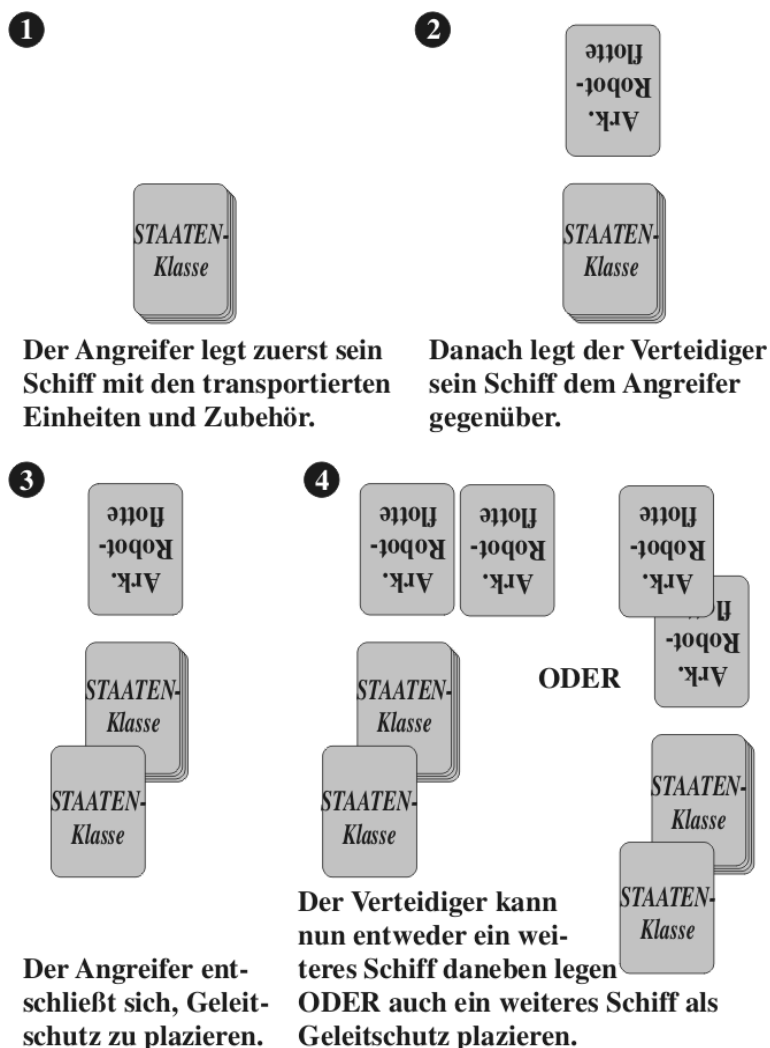 1
STAATEN-
Klasse
Der Angreifer legt zuerst sein
Schiff mit den transportierten
Einheiten und Zubehör.
2
Ark.
Robot-
flotte
STAATEN-
Klasse
Danach legt der Verteidiger
sein Schiff dem Angreifer
gegenüber.
3
Ark.
Robot-
flotte
STAATEN-
Klasse
STAATEN-
Klasse
Der Angreifer ent-
schließt sich, Geleit-
schutz zu plazieren.
4
Ark.
Robot-
flotte
Ark.
Robot-
flotte
STAATEN-
Klasse
STAATEN-
Klasse
ODER
Ark.
Robot-
flotte
Ark.
Robot-
STAATEN-
Klasse
STAATEN-
Klasse
Der Verteidiger kann
nun entweder ein wei-
teres Schiff daneben legen
ODER auch ein weiteres Schiff als
Geleitschutz plazieren.